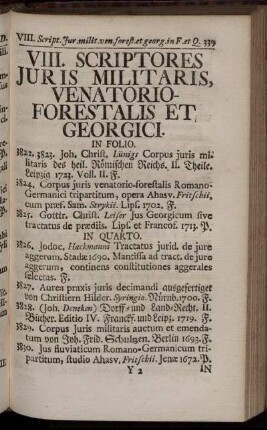 VIII. Script. Jur. milit. ven. forest. et georg. in F. et Q. 339
VIII. SCRIPTORES
JURIS MILITARIS,
VENATORIO-
FORESTALIS ET
GEORGICI.
IN FOLIO.
3822. 3823. Joh. Christ. Lünigs Corpus juris mi-
litaris des heil. Römischen Reichs. II. Theile.
Leipzig 1723. Voll. II. F.
3824. Corpus juris venatorio-forestalis Romano-
Germanici tripartitum, opera Ahasv. Fritschii,
cum præf. Sam. Strykii. Lips. 1702. F.
3825. Gottfr. Christ. Leiser Jus Georgicum sive
tractatus de prædiis. Lips. et Francof. 1713. P.
IN QUARTO.
3826. Jodoc. Hackmanni Tractatus jurid. de jure
aggerum. Stadæ 1690. Mantissa ad tract. de jure
aggerum, continens constitutiones aggerales
selectas. F.
3827. Aurea praxis juris decimandi ausgefertiget
von Christiern Hilder. Syringio. Nürnb. 1700. F.
3828. (Joh. Deneken) Dorff- und Land-Recht. II.
Bücher. Editio IV. Franckf. und Leipz. 1719. F.
3829. Corpus Juris militaris auctum et emenda-
tum von Joh. Frid. Schultzen. Berlin 1693. F.
3830. Jus fluviaticum Romano-Germanicum tri-
partitum, studio Ahasv. Fritschii. Jenæ 1672. P.
Y 2 IN